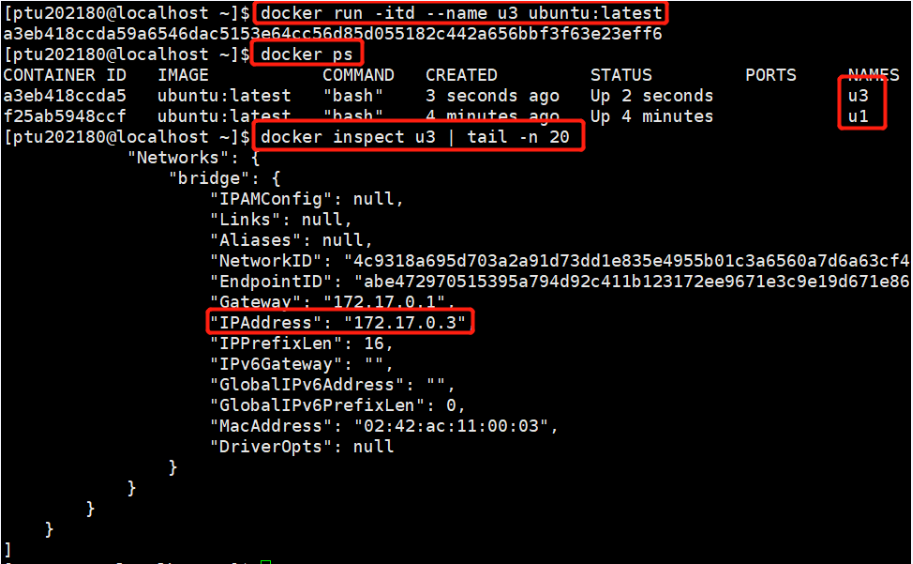 [ptu202180@localhost ~]$ docker run -itd --name u3 ubuntu:latest
a3eb418ccda59a6546dac5153e64cc56d85d055182c442a656bbf3f63e23eff6
[ptu202180@localhost ~]$ docker ps
CONTAINER ID   IMAGE           COMMAND   CREATED         STATUS         PORTS     NAMES
a3eb418ccda5   ubuntu:latest   "bash"    3 seconds ago   Up 2 seconds             u3
f25ab5948ccf   ubuntu:latest   "bash"    4 minutes ago   Up 4 minutes             u1
[ptu202180@localhost ~]$ docker inspect u3 | tail -n 20
            "Networks": {
                "bridge": {
                    "IPAMConfig": null,
                    "Links": null,
                    "Aliases": null,
                    "NetworkID": "4c9318a695d703a2a91d73dd1e835e4955b01c3a6560a7d6a63cf4
                    "EndpointID": "abe472970515395a794d92c411b123172ee9671e3c9e19d671e86
                    "Gateway": "172.17.0.1",
                    "IPAddress": "172.17.0.3",
                    "IPPrefixLen": 16,
                    "IPv6Gateway": "",
                    "GlobalIPv6Address": "",
                    "GlobalIPv6PrefixLen": 0,
                    "MacAddress": "02:42:ac:11:00:03",
                    "DriverOpts": null
                }
            }
        }
    }
]